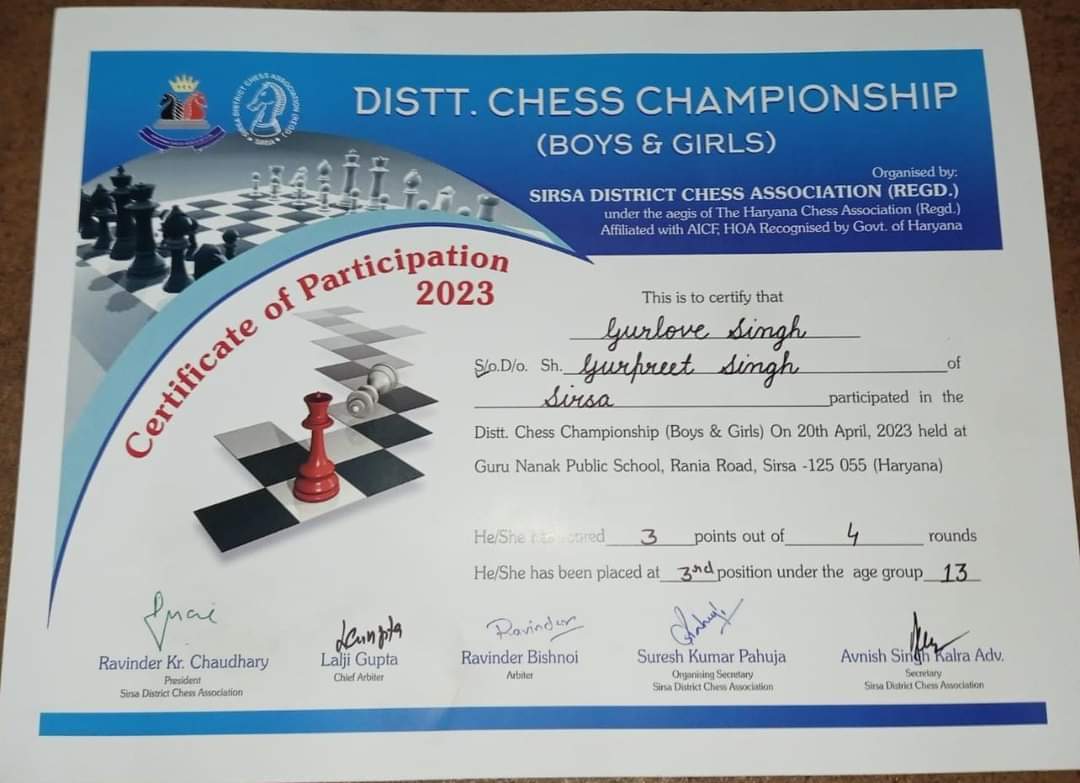 SIRSA DISTRICT CHESS ASSOCIATION (REGD.)
SIRSA
DISTT. CHESS CHAMPIONSHIP
(BOYS & GIRLS)
Organised by:
SIRSA DISTRICT CHESS ASSOCIATION (REGD.)
under the aegis of The Haryana Chess Association (Regd.)
Affiliated with AICF, HOA Recognised by Govt. of Haryana
Certificate of Participation
2023
This is to certify that
Gurlove Singh
S/o.D/o. Sh. Gurpreet Singh of
Sirsa participated in the
Distt. Chess Championship (Boys & Girls) On 20th April, 2023 held at
Guru Nanak Public School, Rania Road, Sirsa -125 055 (Haryana)
He/She has scored 3 points out of 4 rounds
He/She has been placed at 3nd position under the age group 13
Ravinder
Ravinder Kr. Chaudhary
President
Sirsa District Chess Association
Lalji Gupta
Chief Arbiter
Ravinder Bishnoi
Arbiter
Suresh Kumar Pahuja
Organising Secretary
Sirsa District Chess Association
Avnish Singh Kalra Adv.
Secretary
Sirsa District Chess Association